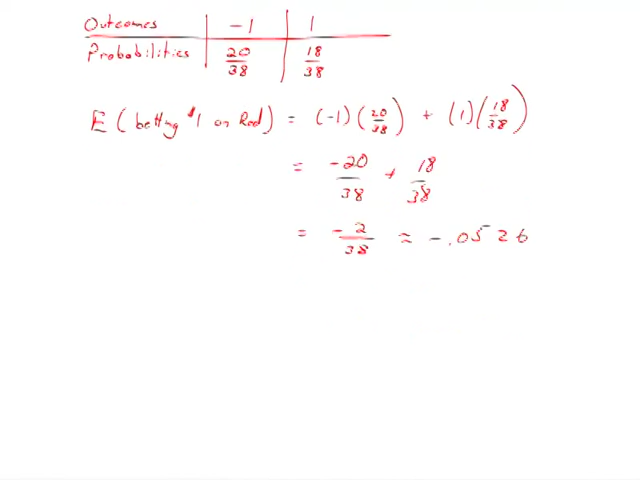 Outcomes -1 1
Probabilities 20/38 18/38
E (betting $1 on Red) = (-1)(20/38) + (1)(18/38)
= -20/38 + 18/38
= -2/38 ≈ -.0526